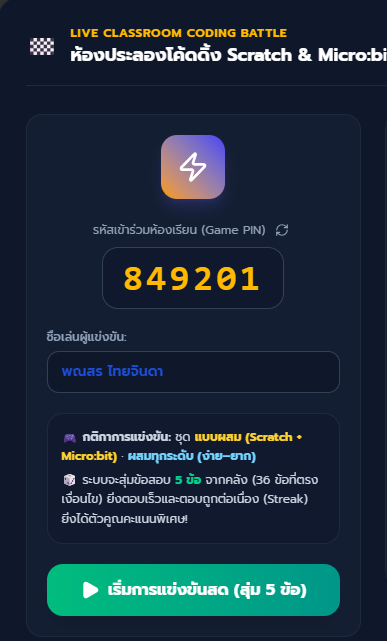 LIVE CLASSROOM CODING BATTLE
ห้องประลองโค้ดดิ้ง Scratch & Micro:bi
รหัสเข้าร่วมห้องเรียน (Game PIN)
849201
ชื่อเล่นผู้แข่งขัน:
พณสร ไทยจินดา
กติกาการแข่งขัน: ชุด แบบผสม (Scratch +
Micro:bit) · ผสมทุกระดับ (ง่าย–ยาก)
ระบบจะสุ่มข้อสอบ 5 ข้อ จากคลัง (36 ข้อที่ตรง
เงื่อนไข) ยิ่งตอบเร็วและตอบถูกต่อเนื่อง (Streak)
ยิ่งได้ตัวคูณคะแนนพิเศษ!
เริ่มการแข่งขันสด (สุ่ม 5 ข้อ)